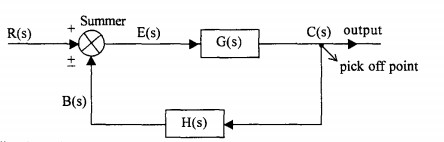 Summer
R(s)
+
±
E(s)
G(s)
C(s)
output
pick off point
B(s)
H(s)